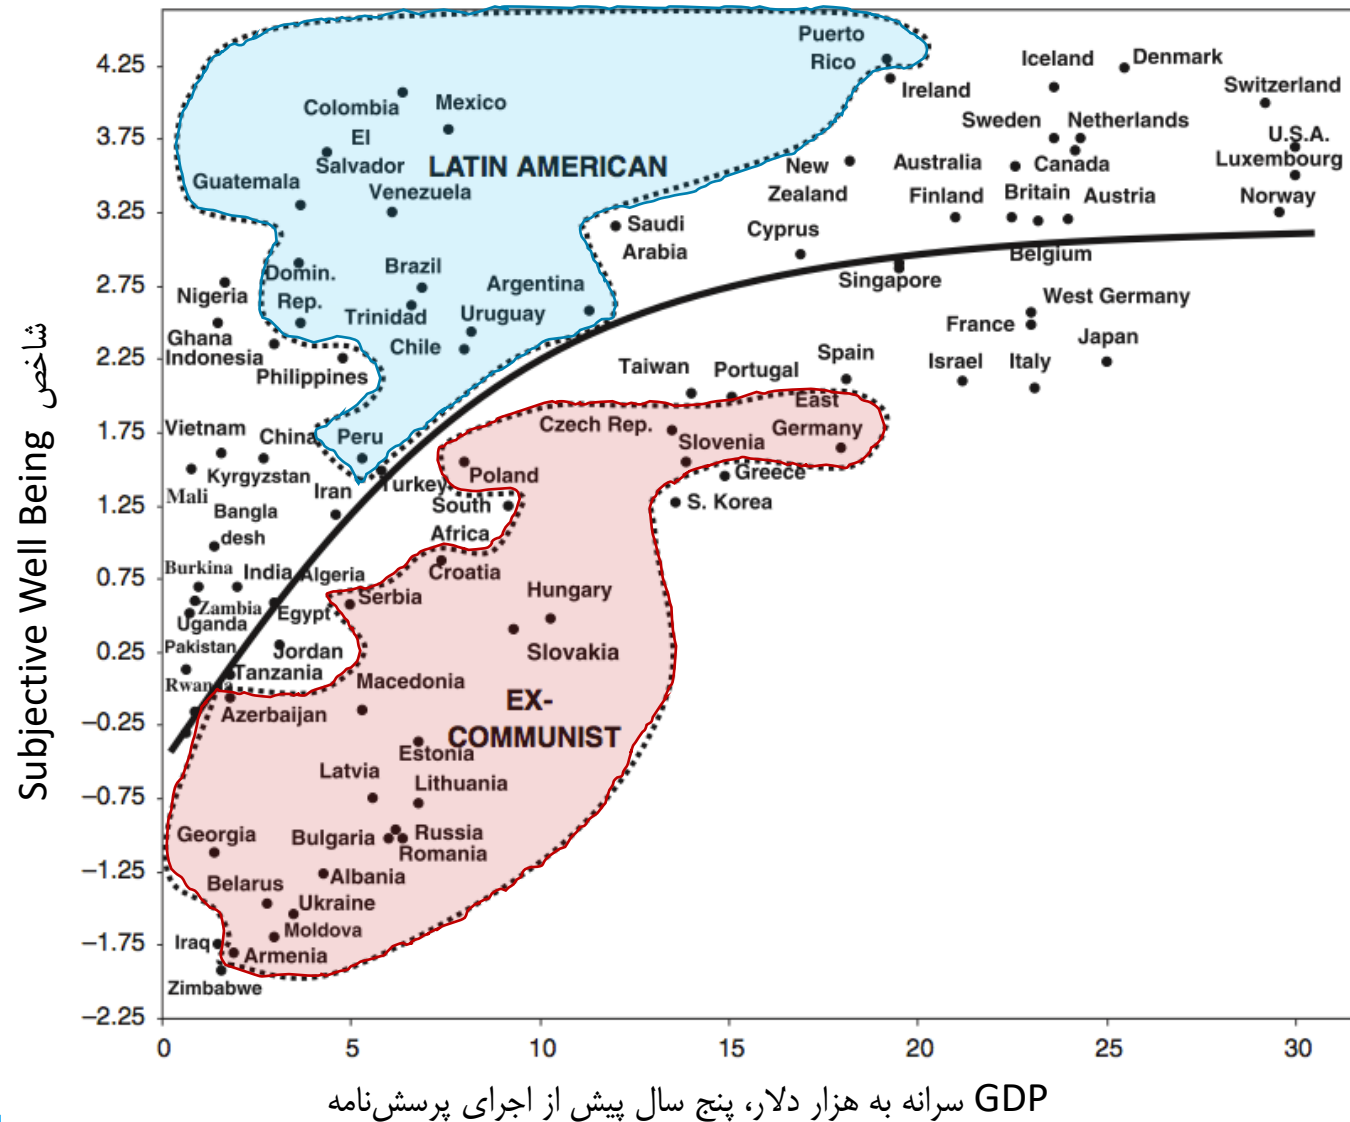 Puerto
Rico
4.25
Iceland
Denmark
Ireland
Switzerland
Colombia
Mexico
Sweden
Netherlands
U.S.A.
3.75
El
Salvador
LATIN AMERICAN
New
Zealand
Australia
Canada
Luxembourg
Guatemala
Venezuela
Finland
Britain
Austria
Norway
3.25
Saudi
Arabia
Cyprus
Belgium
Domin.
Rep.
Brazil
Argentina
Singapore
2.75
Nigeria
Trinidad
Uruguay
West Germany
France
Ghana
Chile
Japan
Indonesia
2.25
Philippines
Taiwan
Portugal
Spain
Israel
Italy
East
Germany
Vietnam
1.75
China
Peru
Czech Rep.
Slovenia
Kyrgyzstan
Turkey
Poland
Greece
Mali
Iran
1.25
South
Africa
S. Korea
Bangla
desh
Burkina
India
Algeria
Croatia
0.75
Zambia
Egypt
Serbia
Hungary
Uganda
Pakistan
0.25
Jordan
Slovakia
Tanzania
Rwanda
Macedonia
EX-
COMMUNIST
–0.25
Azerbaijan
Estonia
Latvia
Lithuania
–0.75
Georgia
Bulgaria
Russia
Romania
–1.25
Belarus
Albania
Ukraine
Moldova
–1.75
Iraq
Armenia
Zimbabwe
–2.25
0
5
10
15
20
25
30
شاخص Subjective Well Being
GDP سرانه به هزار دلار، پنج سال پیش از اجرای پرسش‌نامه